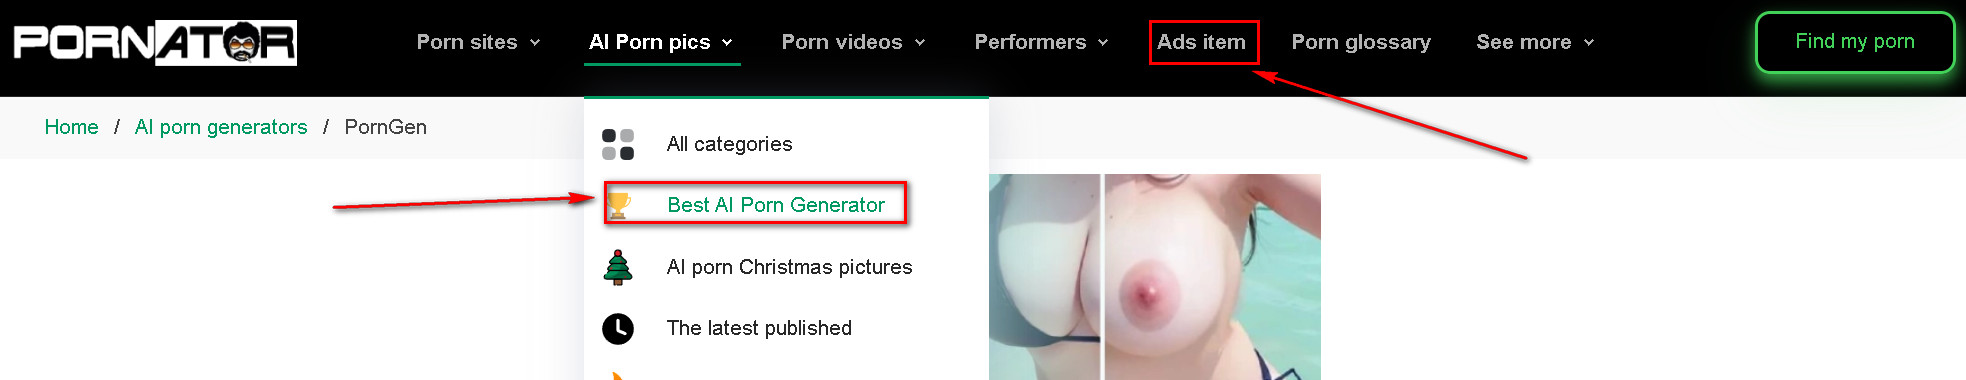 PORNATOR
Porn sites AI Porn pics Porn videos Performers Ads item Porn glossary See more Find my porn
Home / AI porn generators / PornGen
All categories
Best AI Porn Generator
AI porn Christmas pictures
The latest published